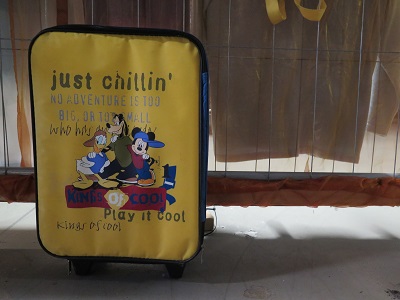 just chillin'
NO ADVENTURE IS TOO
BIG, OR TOO SMALL
who has
KINGS OF COOL
Play it cool
Kings of cool